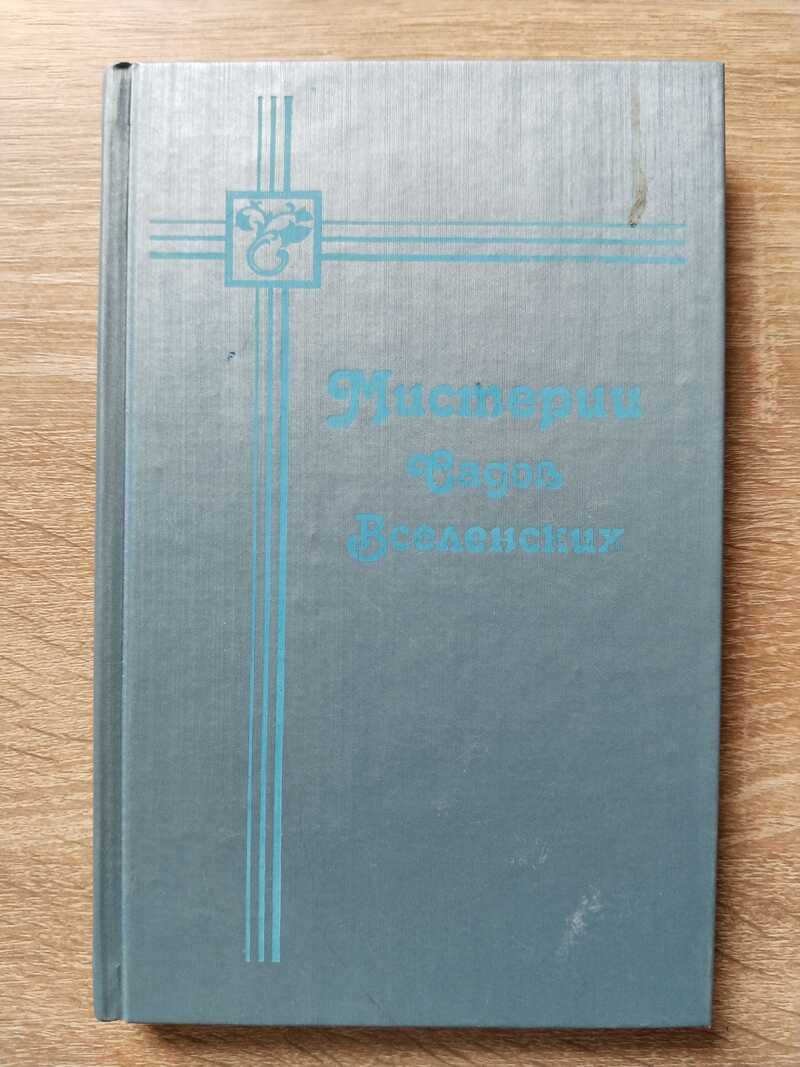 Мистерии
Садов
Вселенских